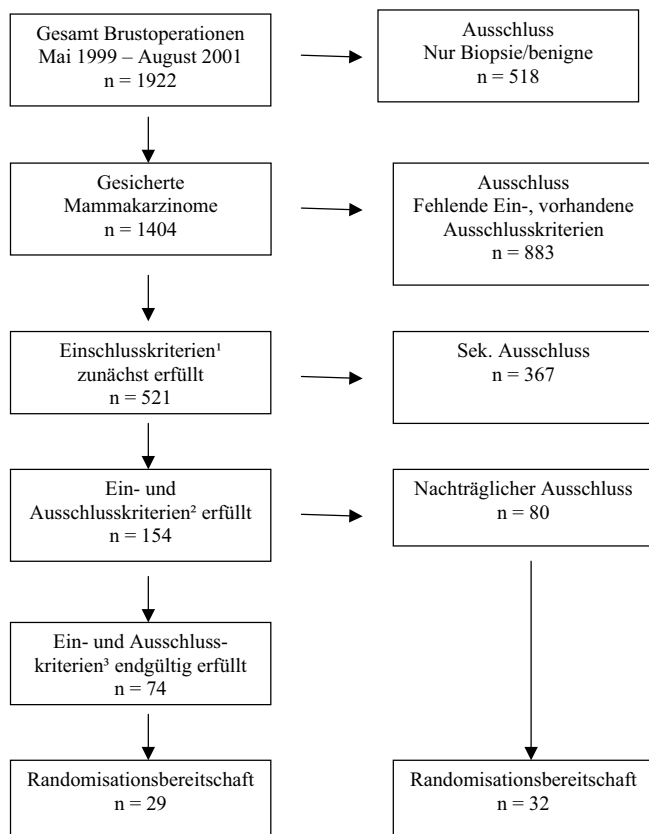 Gesamt Brustoperationen
Mai 1999 – August 2001
n = 1922
Ausschluss
Nur Biopsie/benigne
n = 518
Gesicherte
Mammakarzinome
n = 1404
Ausschluss
Fehlende Ein-, vorhandene
Ausschlusskriterien
n = 883
Einschlusskriterien¹
zunächst erfüllt
n = 521
Sek. Ausschluss
n = 367
Ein- und
Ausschlusskriterien² erfüllt
n = 154
Nachträglicher Ausschluss
n = 80
Ein- und Ausschluss-
kriterien³ endgültig erfüllt
n = 74
Randomisationsbereitschaft
n = 29
Randomisationsbereitschaft
n = 32